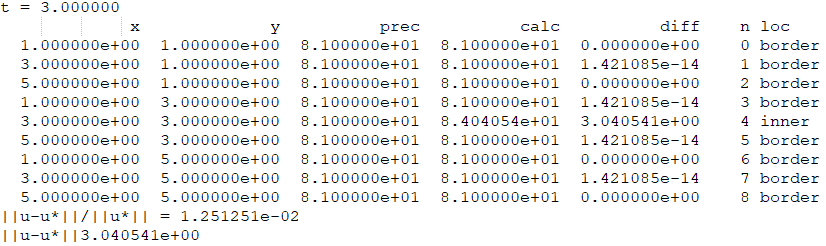 t = 3.000000
x y prec calc diff n loc
1.000000e+00 1.000000e+00 8.100000e+01 8.100000e+01 0.000000e+00 0 border
3.000000e+00 1.000000e+00 8.100000e+01 8.100000e+01 1.421085e-14 1 border
5.000000e+00 1.000000e+00 8.100000e+01 8.100000e+01 0.000000e+00 2 border
1.000000e+00 3.000000e+00 8.100000e+01 8.100000e+01 1.421085e-14 3 border
3.000000e+00 3.000000e+00 8.100000e+01 8.404054e+01 3.040541e+00 4 inner
5.000000e+00 3.000000e+00 8.100000e+01 8.100000e+01 1.421085e-14 5 border
1.000000e+00 5.000000e+00 8.100000e+01 8.100000e+01 0.000000e+00 6 border
3.000000e+00 5.000000e+00 8.100000e+01 8.100000e+01 1.421085e-14 7 border
5.000000e+00 5.000000e+00 8.100000e+01 8.100000e+01 0.000000e+00 8 border
||u-u*||/||u*|| = 1.251251e-02
||u-u*||3.040541e+00